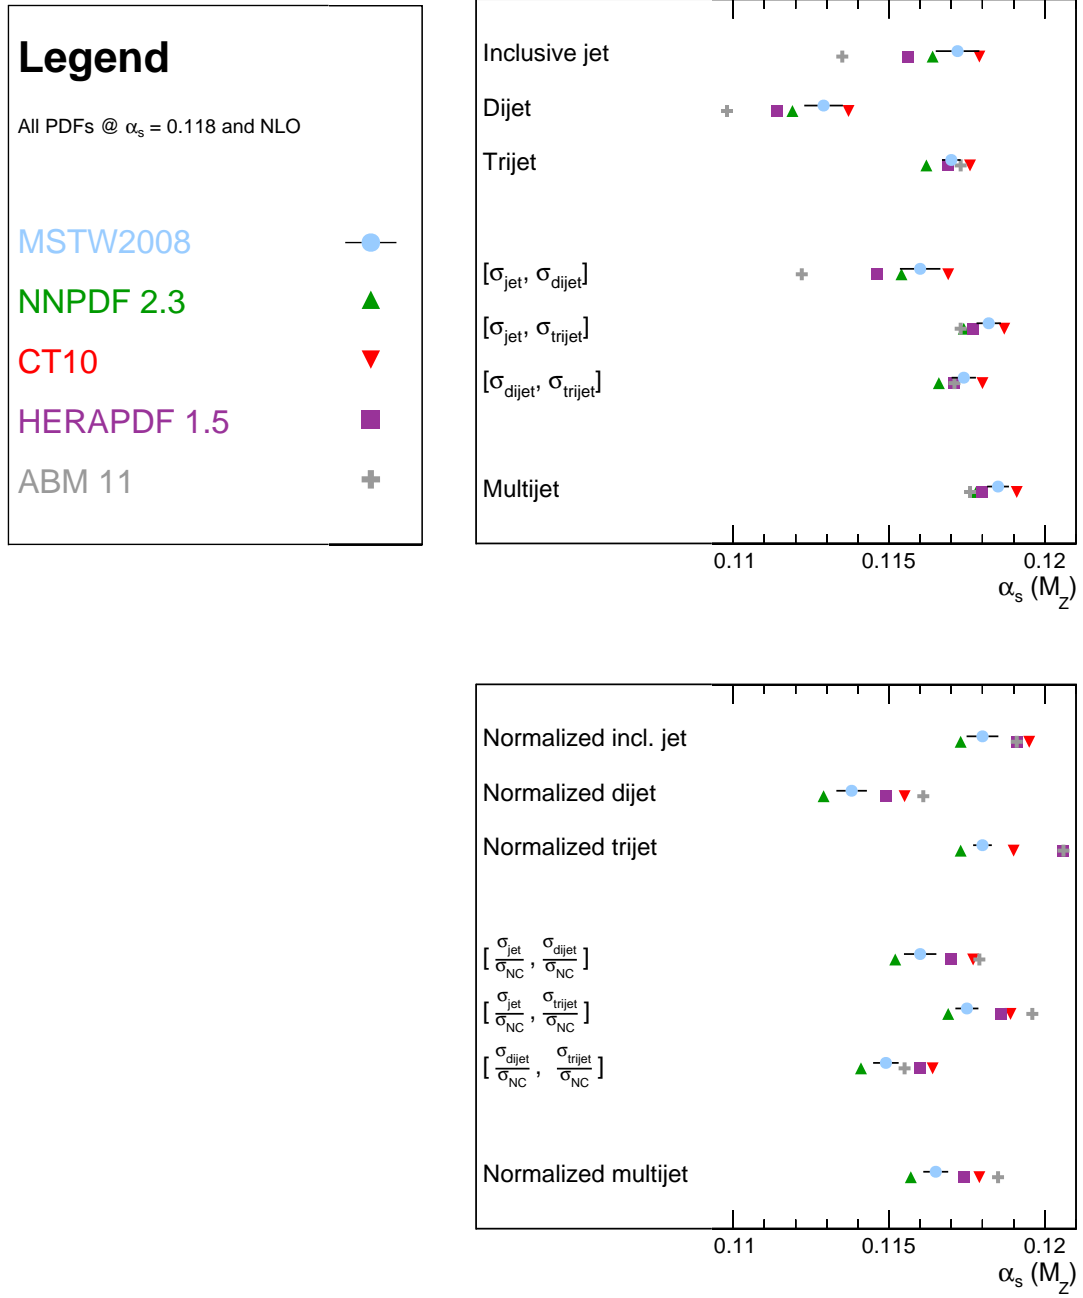 Legend
All PDFs @ αs = 0.118 and NLO
MSTW2008
NNPDF 2.3
CT10
HERAPDF 1.5
ABM 11
Inclusive jet
Dijet
Trijet
[σjet, σdijet]
[σjet, σtrijet]
[σdijet, σtrijet]
Multijet
0.11 0.115 0.12
αs (MZ)
Normalized incl. jet
Normalized dijet
Normalized trijet
[ σjet/σNC , σdijet/σNC ]
[ σjet/σNC , σtrijet/σNC ]
[ σdijet/σNC , σtrijet/σNC ]
Normalized multijet
0.11 0.115 0.12
αs (MZ)